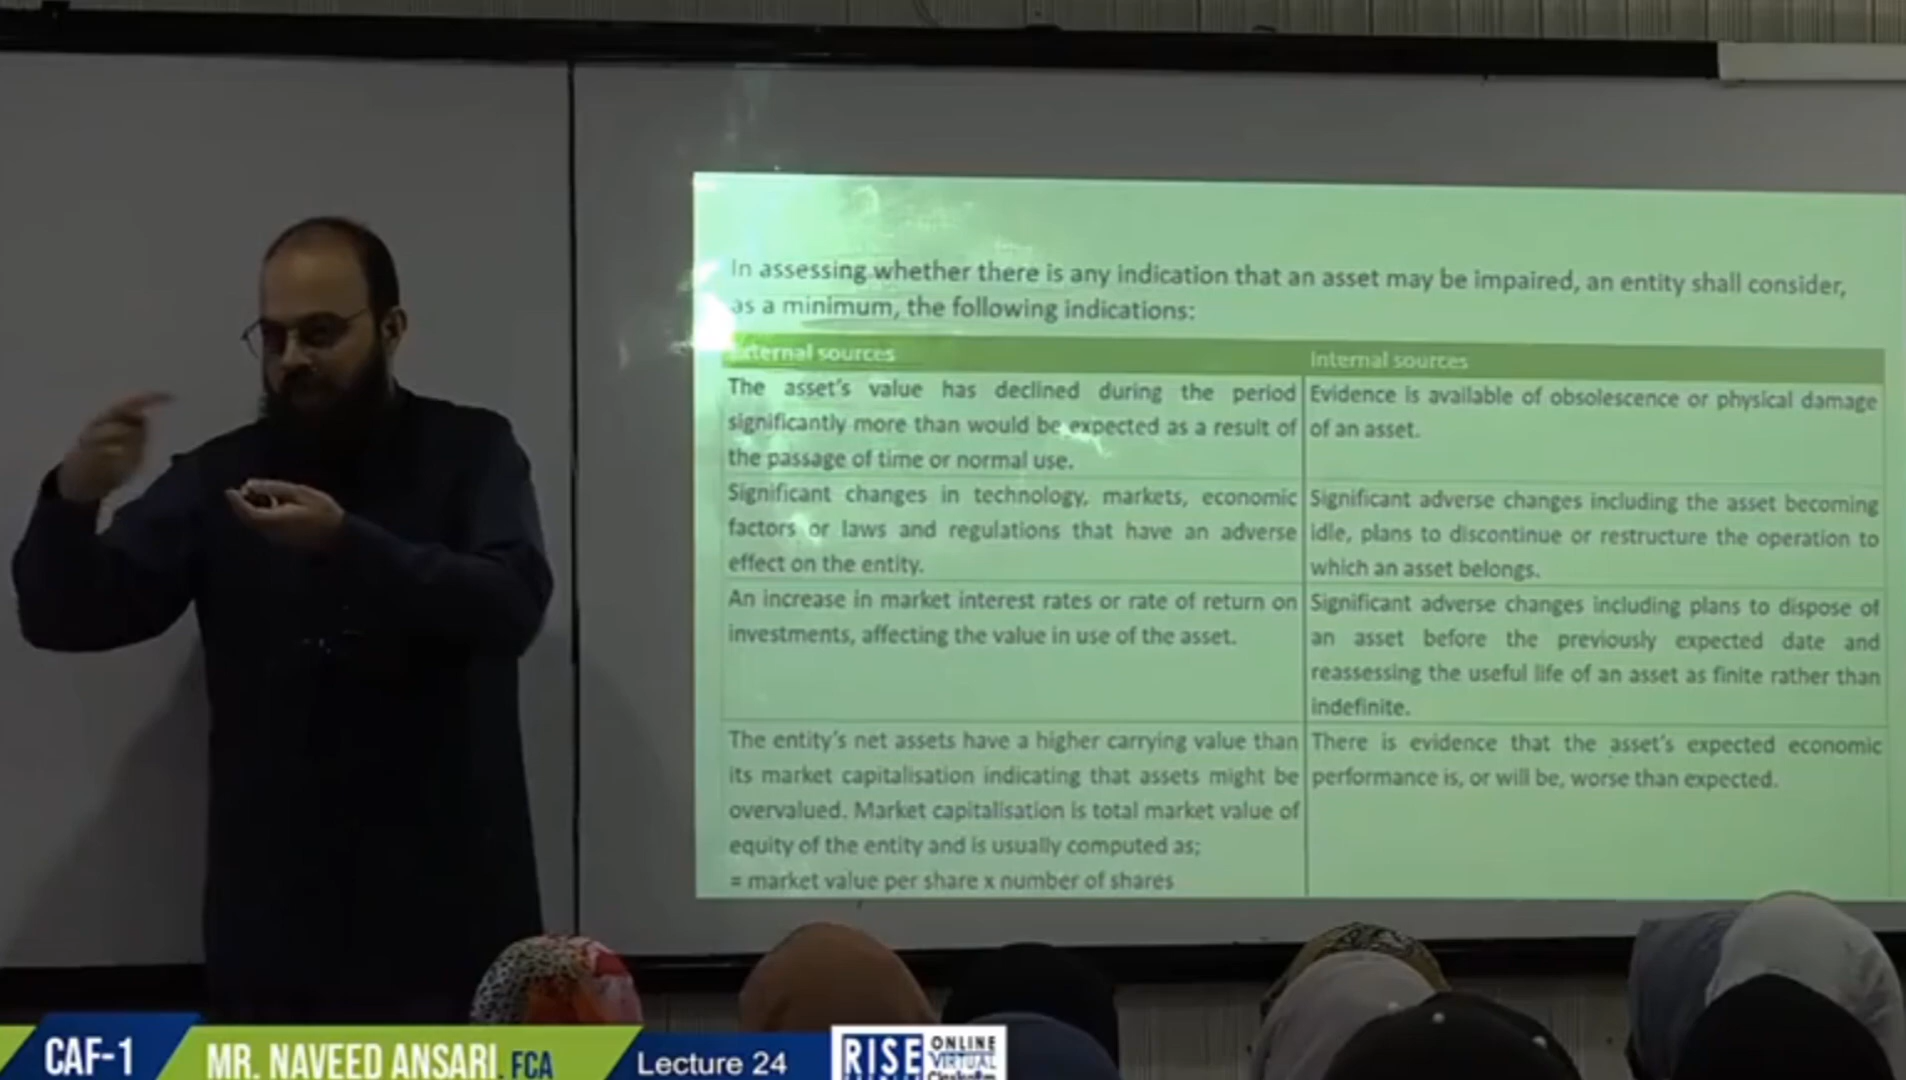 In assessing whether there is any indication that an asset may be impaired, an entity shall consider,
as a minimum, the following indications:
External sources
The asset's value has declined during the period
significantly more than would be expected as a result of
the passage of time or normal use.
Significant changes in technology, markets, economic
factors or laws and regulations that have an adverse
effect on the entity.
An increase in market interest rates or rate of return on
investments, affecting the value in use of the asset.
The entity's net assets have a higher carrying value than
its market capitalisation indicating that assets might be
overvalued. Market capitalisation is total market value of
equity of the entity and is usually computed as;
= market value per share x number of shares
Internal sources
Evidence is available of obsolescence or physical damage
of an asset.
Significant adverse changes including the asset becoming
idle, plans to discontinue or restructure the operation to
which an asset belongs.
Significant adverse changes including plans to dispose of
an asset before the previously expected date and
reassessing the useful life of an asset as finite rather than
indefinite.
There is evidence that the asset's expected economic
performance is, or will be, worse than expected.
CAF-1
MR. NAVEED ANSARI, FCA
Lecture 24
RISE
ONLINE
VIRTUAL